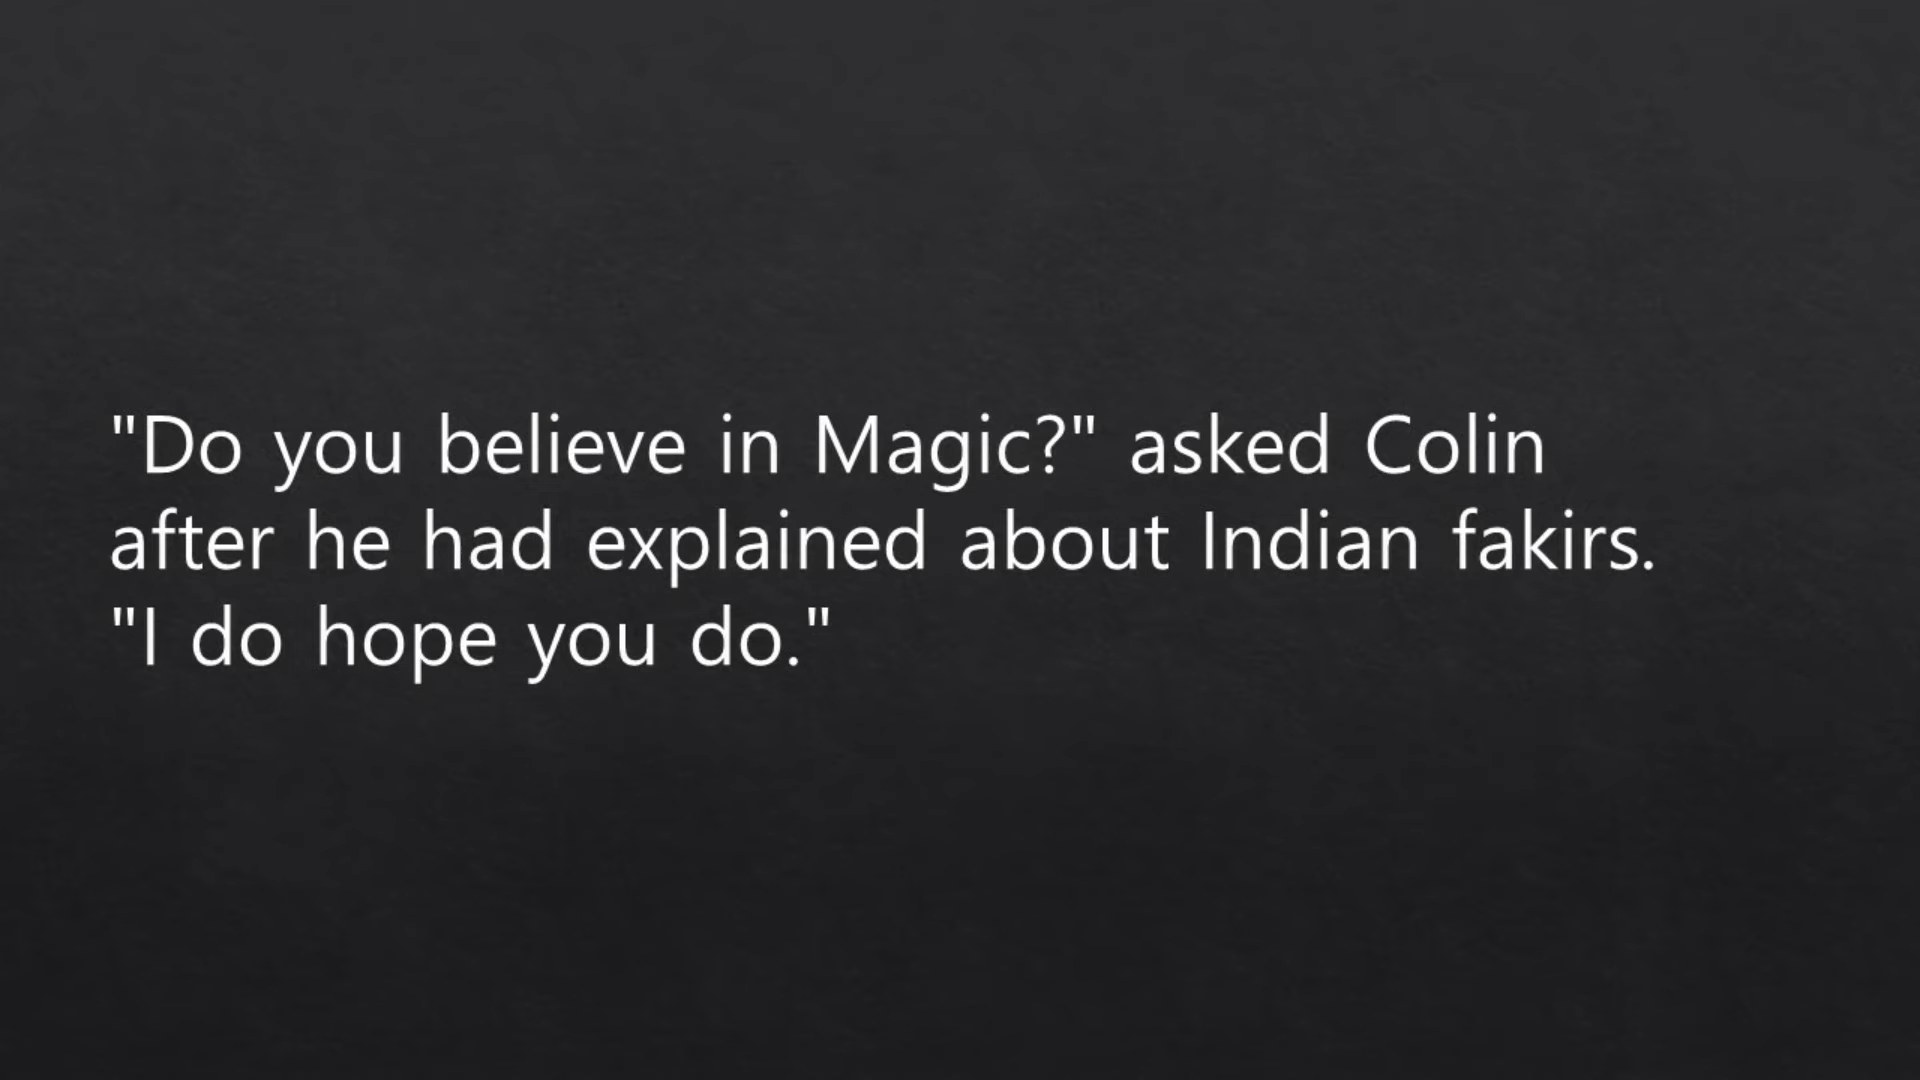 "Do you believe in Magic?" asked Colin
after he had explained about Indian fakirs.
"I do hope you do."